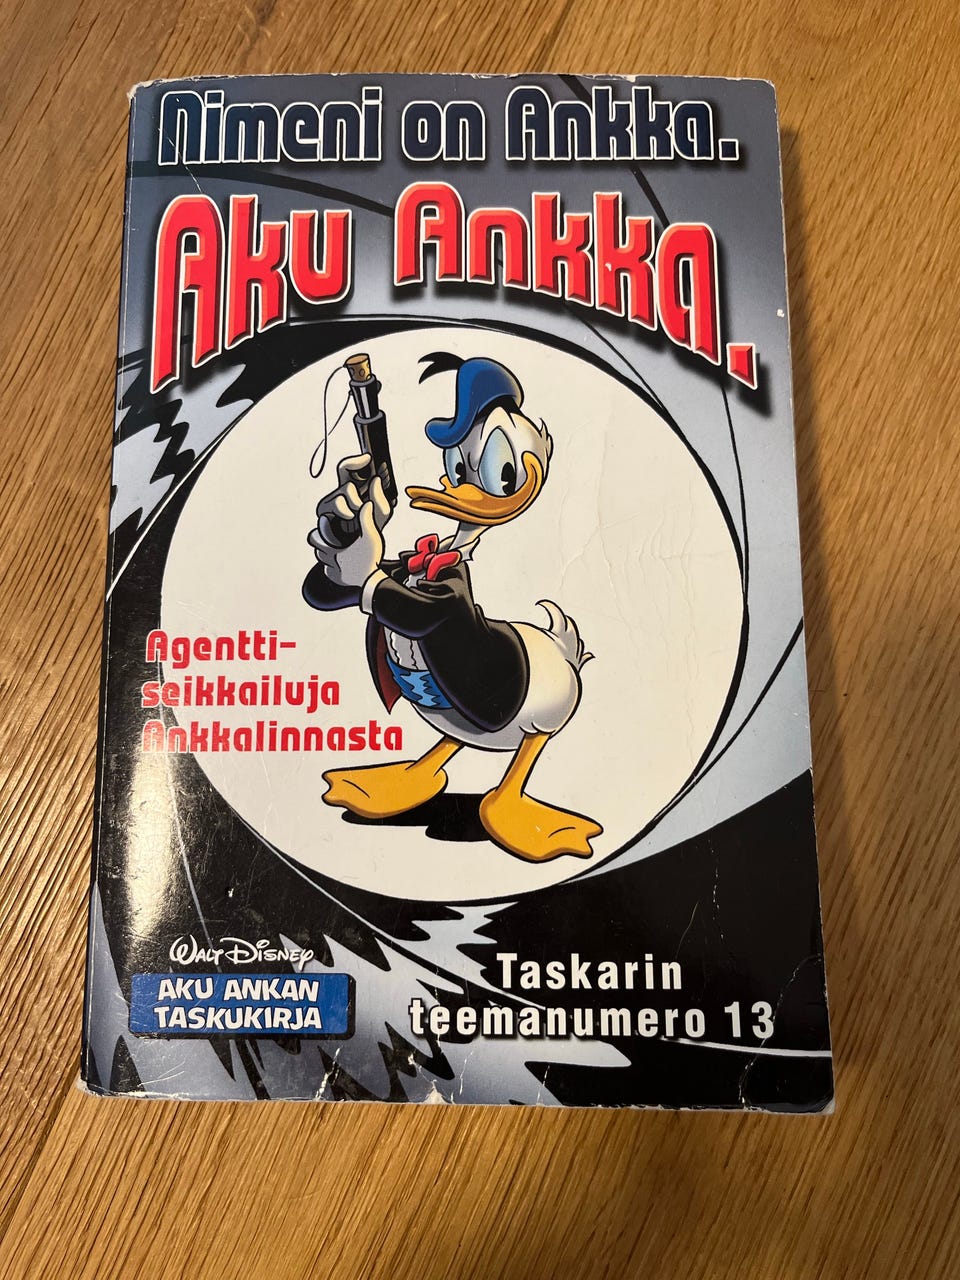 Nimeni on Ankka.
Aku Ankka.
Agentti-
seikkailuja
Ankkalinnasta
Walt Disney
AKU ANKAN
TASKUKIRJA
Taskarin
teemanumero 13